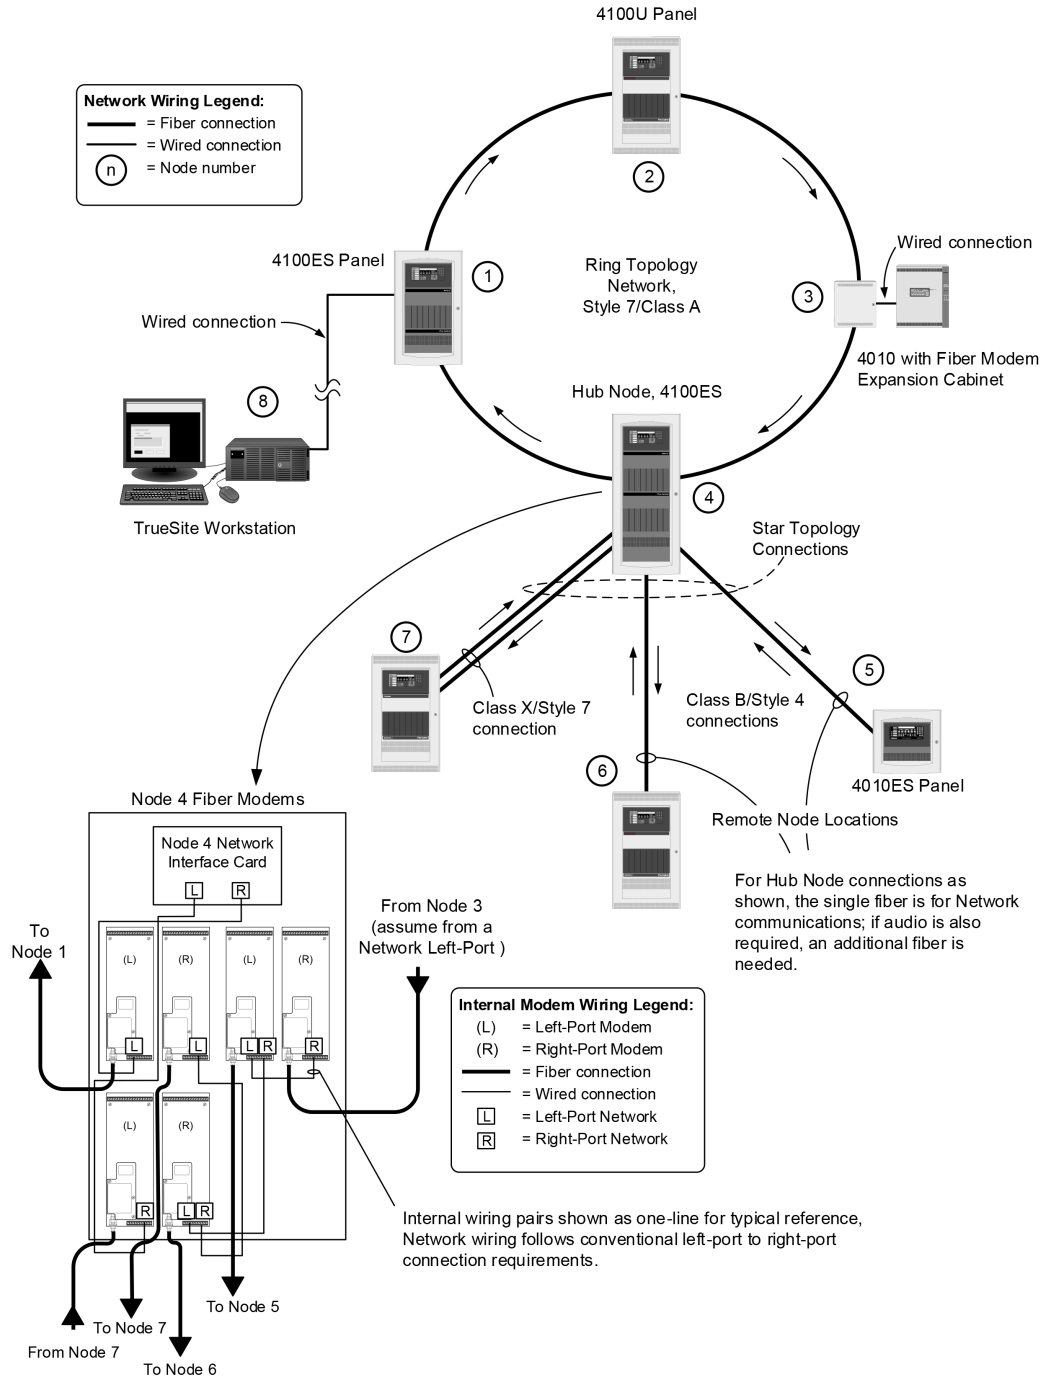 4100U Panel
Network Wiring Legend:
= Fiber connection
= Wired connection
n
= Node number
2
4100ES Panel
1
Ring Topology
Network,
Style 7/Class A
3
Wired connection
Wired connection
4010 with Fiber Modem
Expansion Cabinet
8
Hub Node, 4100ES
4
TrueSite Workstation
Star Topology
Connections
7
5
Class X/Style 7
connection
Class B/Style 4
connections
6
4010ES Panel
Node 4 Fiber Modems
Remote Node Locations
Node 4 Network
Interface Card
L
R
For Hub Node connections as
shown, the single fiber is for Network
communications; if audio is also
required, an additional fiber is
needed.
To
Node 1
From Node 3
(assume from a
Network Left-Port )
(L)
(R)
(L)
(R)
L
L
L
R
R
Internal Modem Wiring Legend:
(L)
= Left-Port Modem
(R)
= Right-Port Modem
= Fiber connection
= Wired connection
L
= Left-Port Network
R
= Right-Port Network
(L)
(R)
R
L
R
Internal wiring pairs shown as one-line for typical reference,
Network wiring follows conventional left-port to right-port
connection requirements.
To Node 5
To Node 7
From Node 7
To Node 6